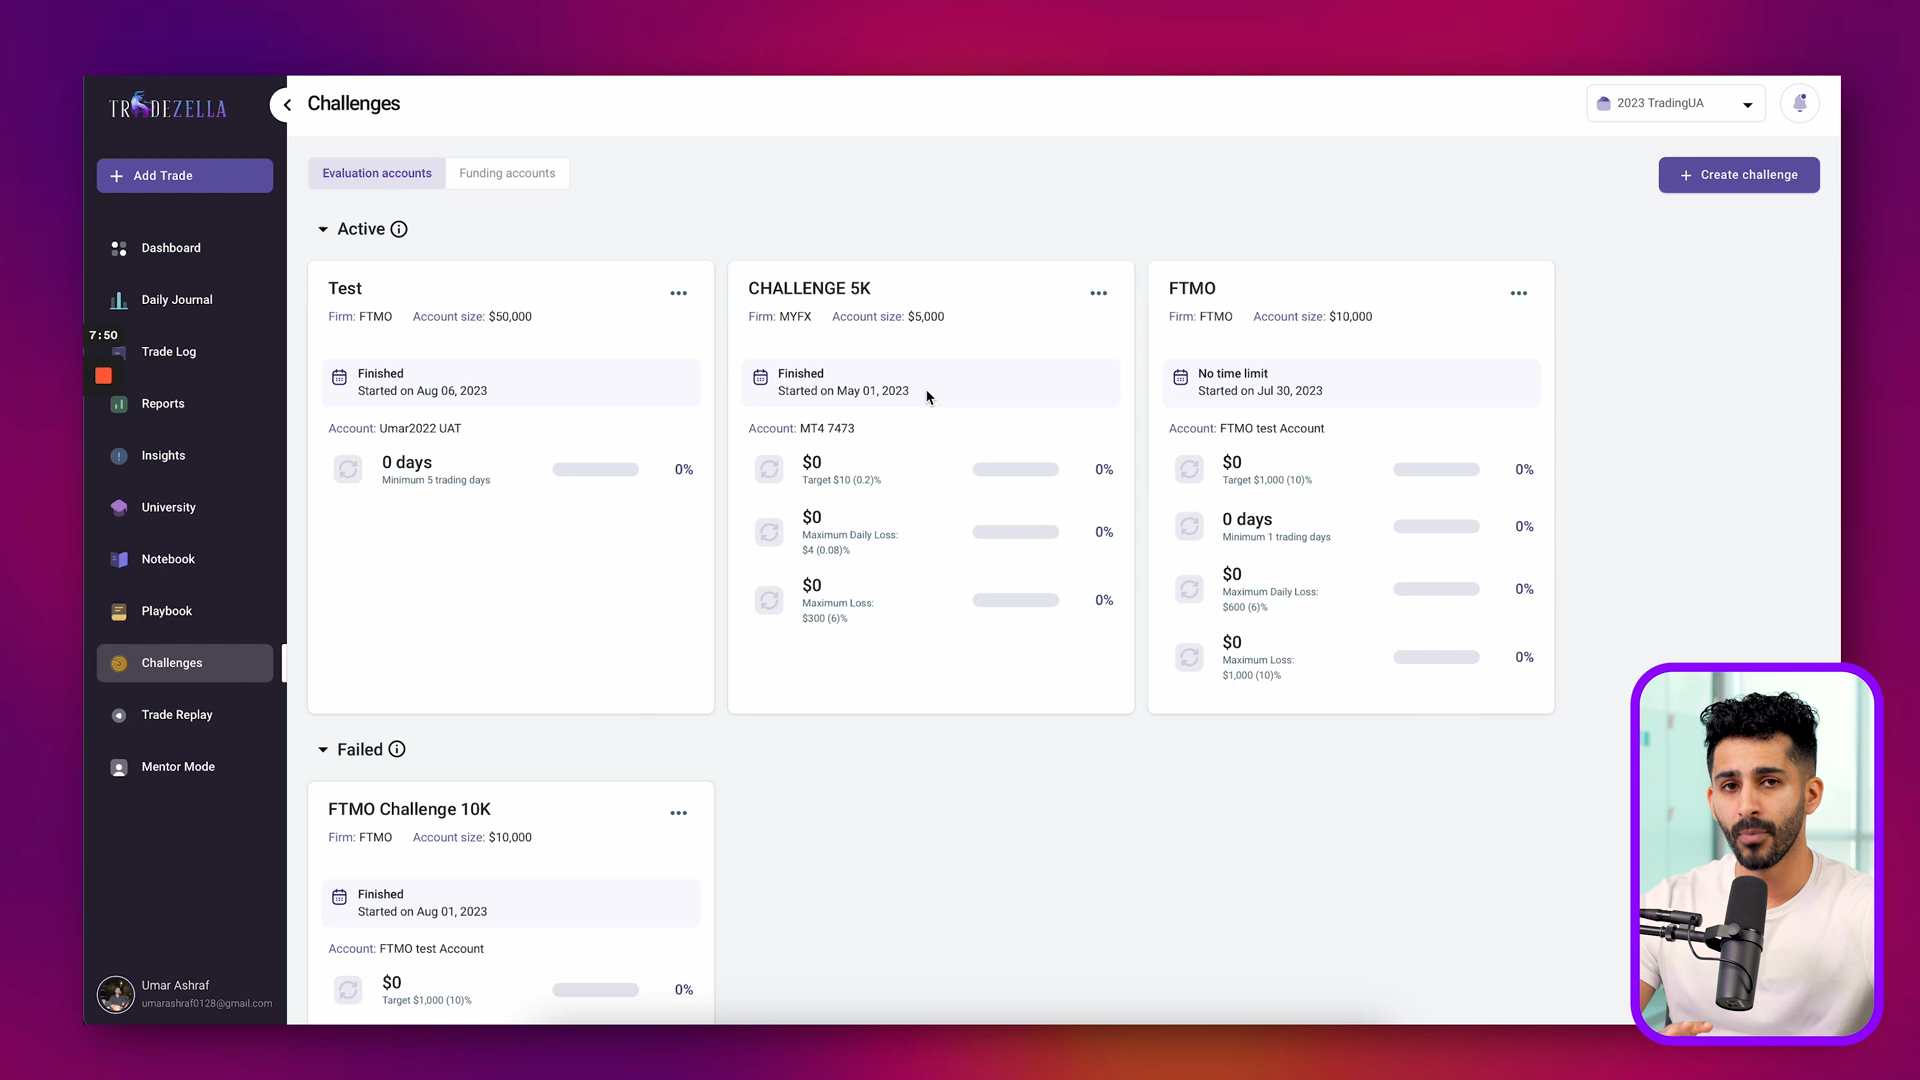 TRADEZELLA
Challenges
2023 TradingUA
Add Trade
Evaluation accounts
Funding accounts
Create challenge
Dashboard
Daily Journal
7:50
Trade Log
Reports
Insights
University
Notebook
Playbook
Challenges
Trade Replay
Mentor Mode
Umar Ashraf
umarashraf0128@gmail.com
Active
Test
Firm: FTMO Account size: $50,000
Finished
Started on Aug 06, 2023
Account: Umar2022 UAT
0 days
Minimum 5 trading days
0%
CHALLENGE 5K
Firm: MYFX Account size: $5,000
Finished
Started on May 01, 2023
Account: MT4 7473
$0
Target $10 (0.2)%
0%
$0
Maximum Daily Loss:
$4 (0.08)%
0%
$0
Maximum Loss:
$300 (6)%
0%
FTMO
Firm: FTMO Account size: $10,000
No time limit
Started on Jul 30, 2023
Account: FTMO test Account
$0
Target $1,000 (10)%
0%
0 days
Minimum 1 trading days
0%
$0
Maximum Daily Loss:
$600 (6)%
0%
$0
Maximum Loss:
$1,000 (10)%
0%
Failed
FTMO Challenge 10K
Firm: FTMO Account size: $10,000
Finished
Started on Aug 01, 2023
Account: FTMO test Account
$0
Target $1,000 (10)%
0%